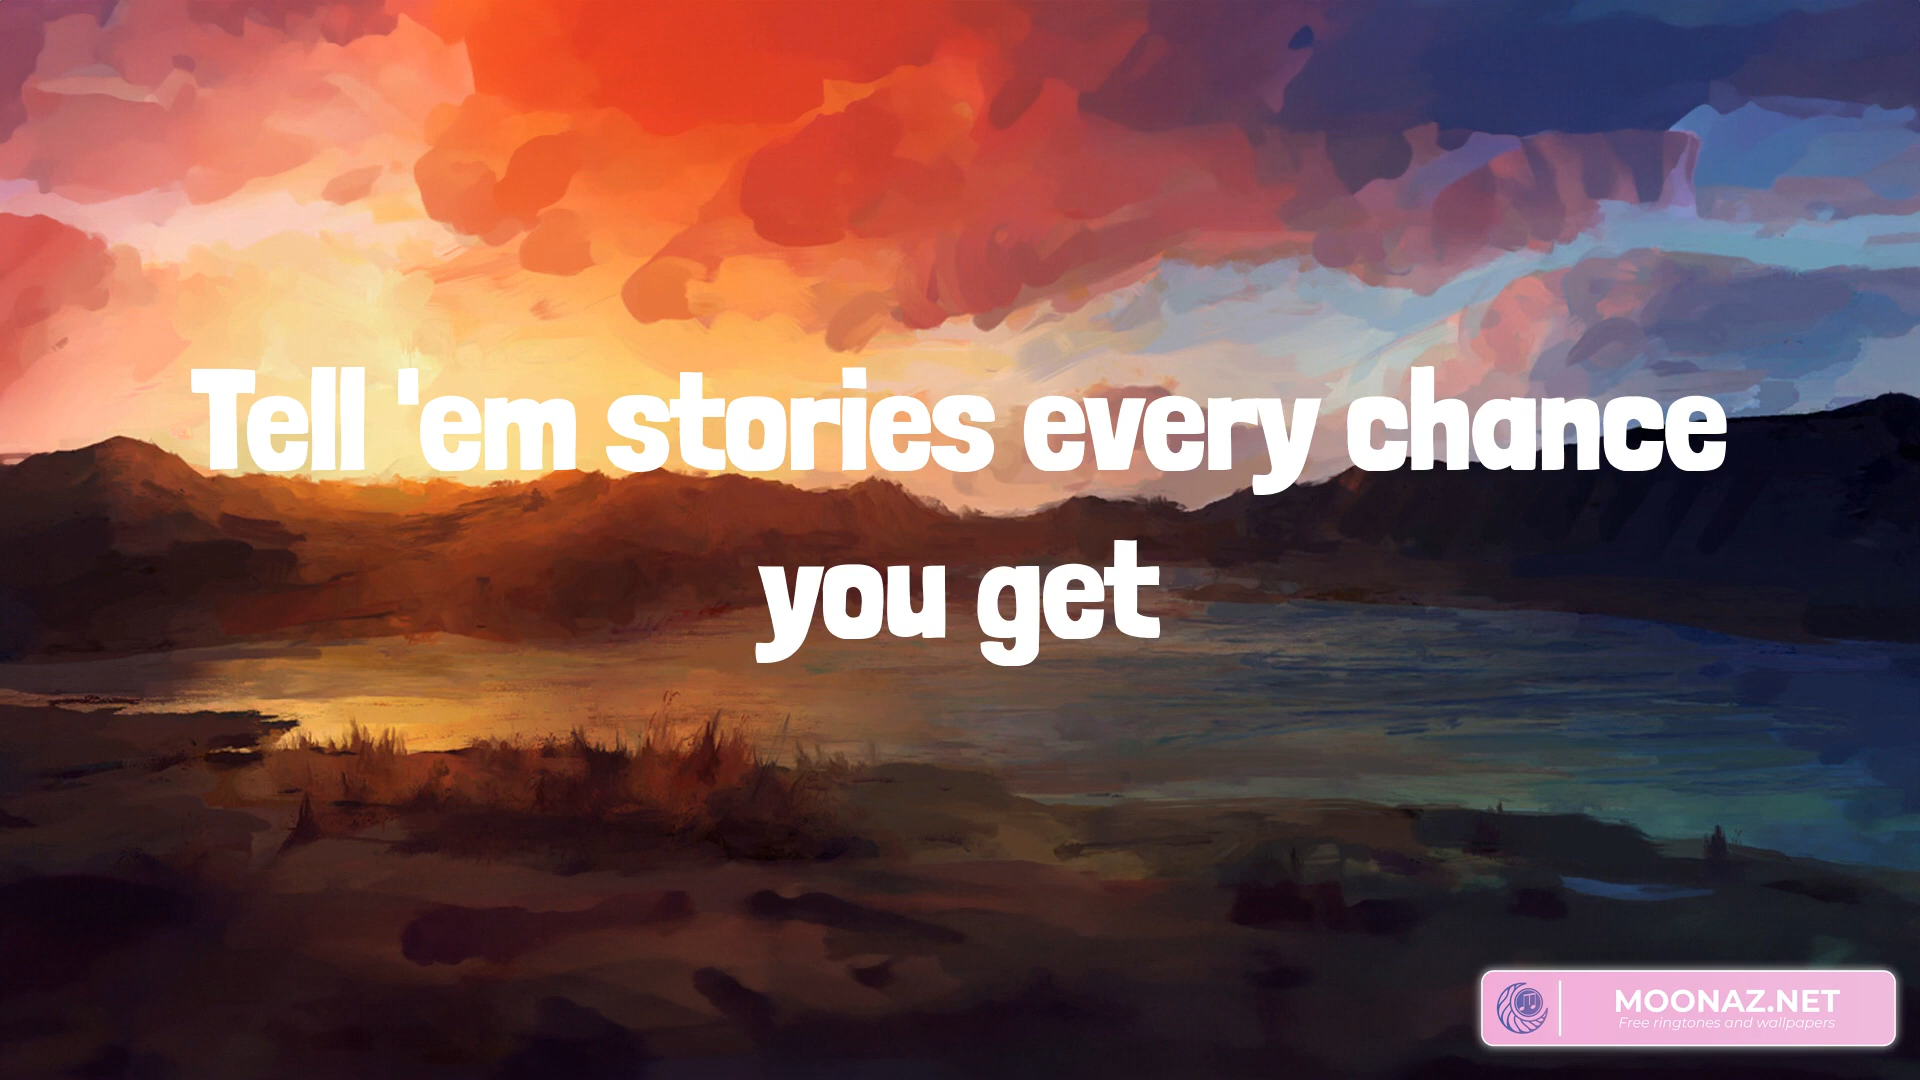 Tell 'em stories every chance
you get
MOONAZ.NET
Free ringtones and wallpapers